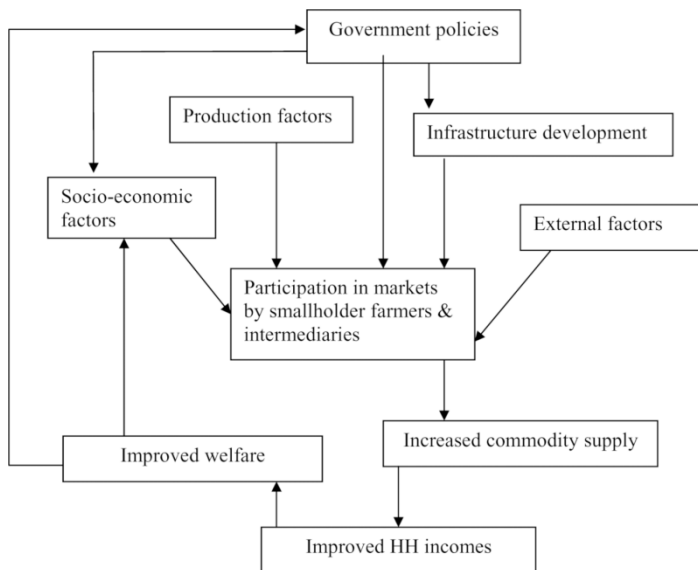 Government policies
Production factors
Infrastructure development
Socio-economic
factors
External factors
Participation in markets
by smallholder farmers &
intermediaries
Improved welfare
Increased commodity supply
Improved HH incomes